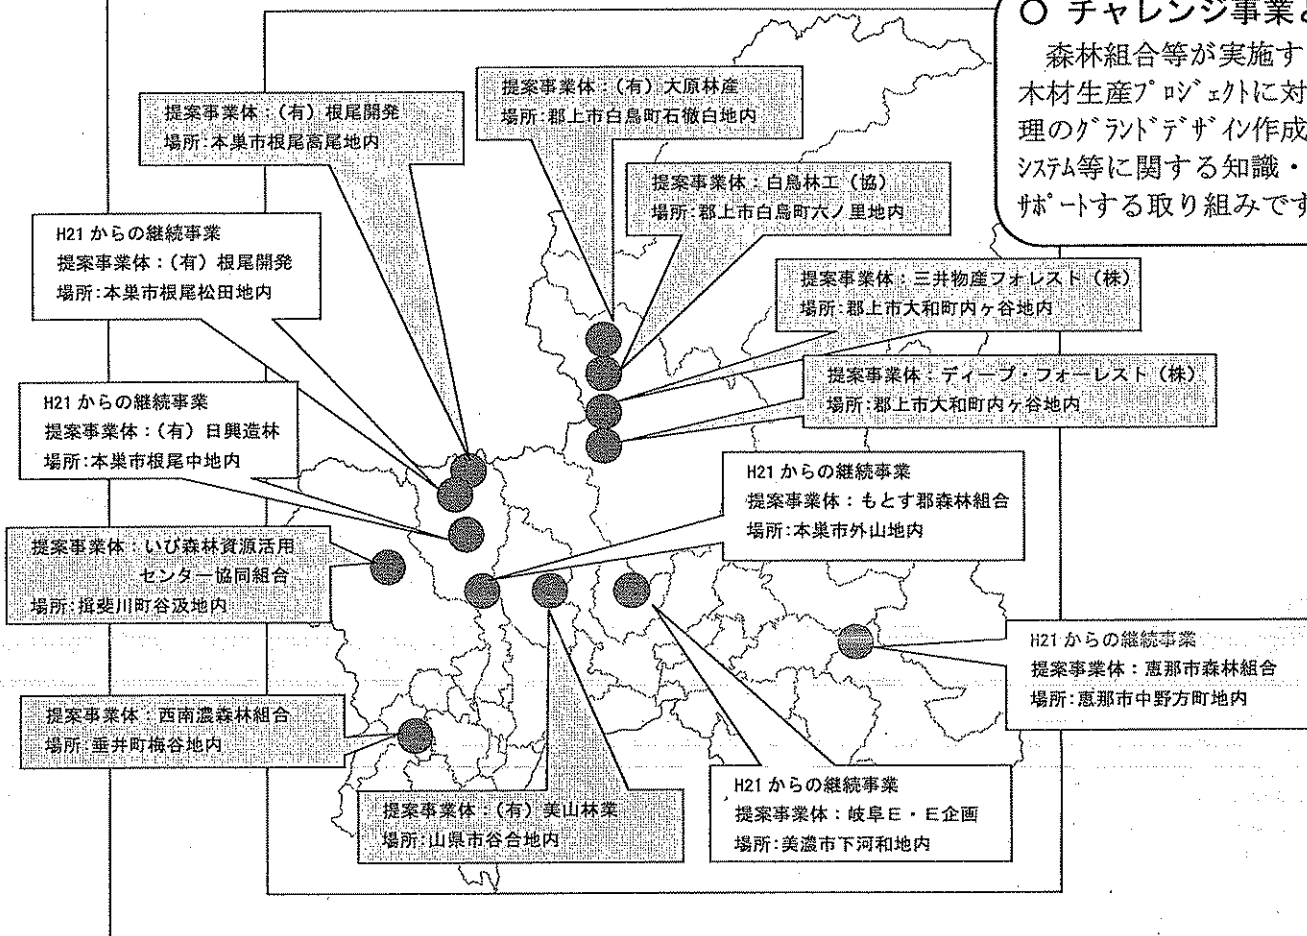 ○ チャレンジ事業と
森林組合等が実施す
木材生産プロジェクトに対
理のグランドデザイン作成
システム等に関する知識・
サポートする取り組みです
提案事業体：(有) 大原林産
場所:郡上市白鳥町石徹白地内
提案事業体：(有) 根尾開発
場所:本巣市根尾高尾地内
提案事業体：白鳥林工 (協)
場所:郡上市白鳥町六ノ里地内
H21 からの継続事業
提案事業体：(有) 根尾開発
場所:本巣市根尾松田地内
提案事業体：三井物産フォレスト (株)
場所:郡上市大和町内ヶ谷地内
提案事業体：ディープ・フォーレスト (株)
場所:郡上市大和町内ヶ谷地内
H21 からの継続事業
提案事業体：(有) 日興造林
場所:本巣市根尾中地内
H21 からの継続事業
提案事業体：もとす郡森林組合
場所:本巣市外山地内
提案事業体：いび森林資源活用
センター協同組合
場所:揖斐川町谷汲地内
H21 からの継続事業
提案事業体：恵那市森林組合
場所:恵那市中野方町地内
提案事業体：西南濃森林組合
場所:垂井町梅谷地内
提案事業体：(有) 美山林業
場所:山県市谷合地内
H21 からの継続事業
提案事業体：岐阜E・E企画
場所:美濃市下河和地内